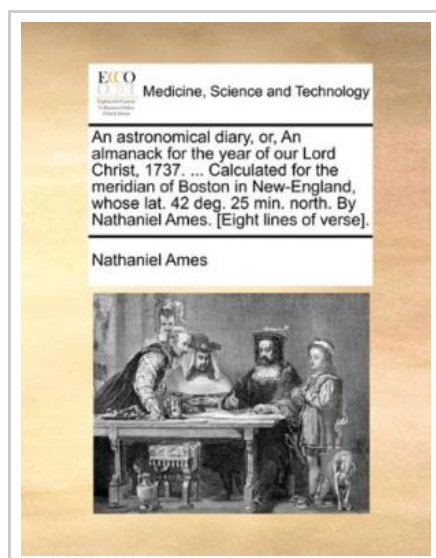 ECCO
Medicine, Science and Technology
An astronomical diary, or, An
almanack for the year of our Lord
Christ, 1737. ... Calculated for the
meridian of Boston in New-England,
whose lat. 42 deg. 25 min. north. By
Nathaniel Ames. [Eight lines of verse].
Nathaniel Ames